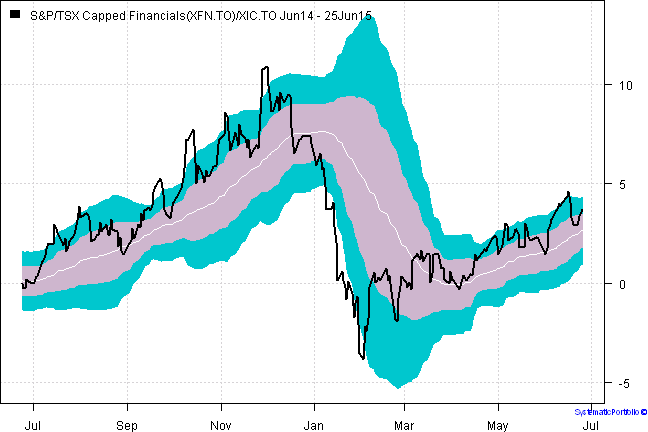 S&P/TSX Capped Financials(XFN.TO)/XIC.TO Jun14 - 25Jun15
10
5
0
-5
Jul Sep Nov Jan Mar May Jul
SystematicPortfolio ©